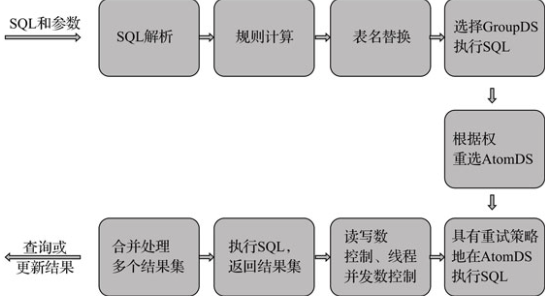 SQL和参数
SQL解析
规则计算
表名替换
选择GroupDS
执行SQL
根据权
重选AtomDS
具有重试策略
地在AtomDS
执行SQL
读写数
控制、线程
并发数控制
执行SQL，
返回结果集
合并处理
多个结果集
查询或
更新结果